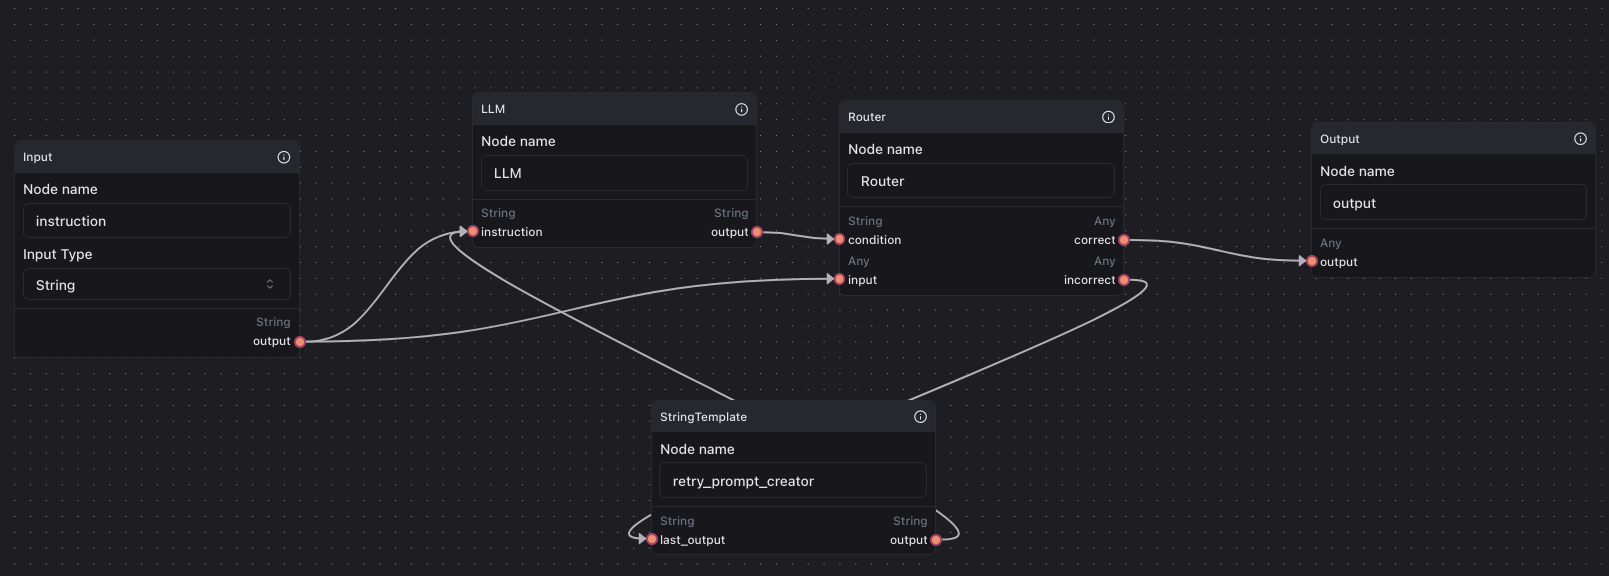 Input
Node name
instruction
Input Type
String
String
output
LLM
Node name
LLM
String String
instruction output
Router
Node name
Router
String Any
condition correct
Any Any
input incorrect
Output
Node name
output
Any
output
StringTemplate
Node name
retry_prompt_creator
String String
last_output output